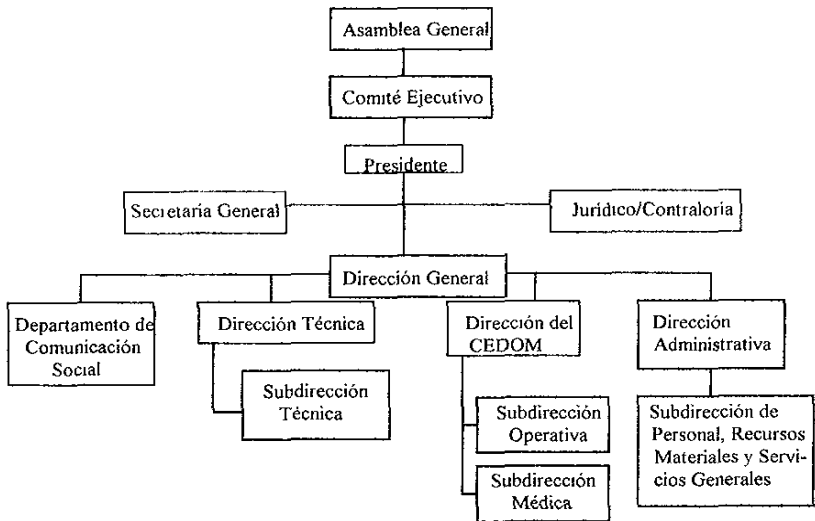 Asamblea General
Comité Ejecutivo
Presidente
Secretaría General
Jurídico/Contraloría
Dirección General
Departamento de
Comunicación
Social
Dirección Técnica
Dirección del
CEDOM
Dirección
Administrativa
Subdirección
Técnica
Subdirección
Operativa
Subdirección de
Personal, Recursos
Materiales y Servi-
cios Generales
Subdirección
Médica